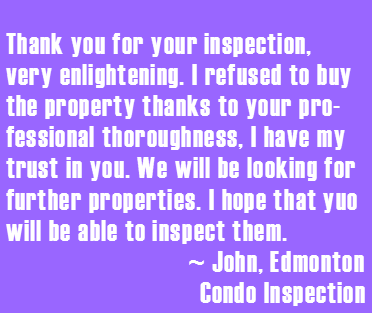 Thank you for your inspection,
very enlightening. I refused to buy
the property thanks to your pro-
fessional thoroughness, I have my
trust in you. We will be looking for
further properties. I hope that yuo
will be able to inspect them.
~ John, Edmonton
Condo Inspection